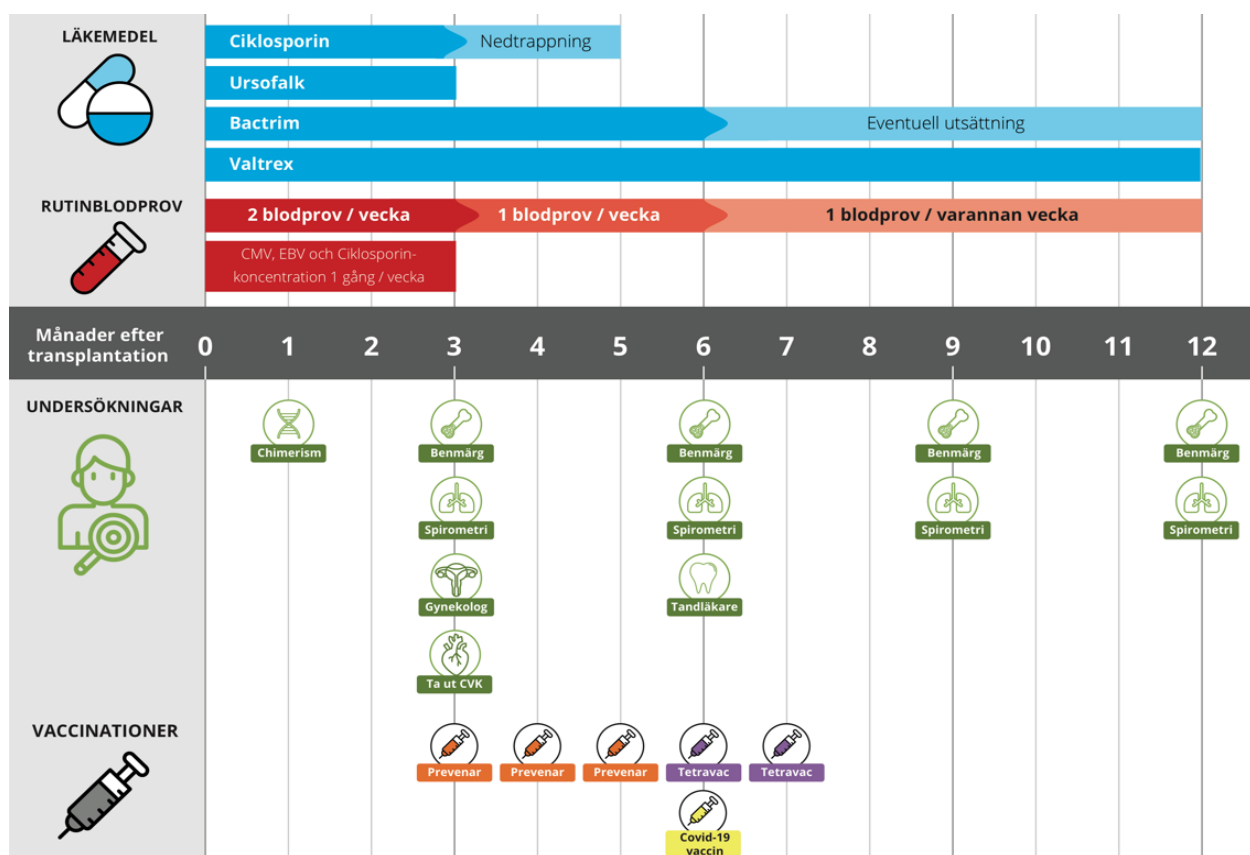 LÄKEMEDEL
Ciklosporin
Nedtrappning
Ursofalk
Bactrim
Eventuell utsättning
Valtrex
RUTINBLODPROV
2 blodprov / vecka
1 blodprov / vecka
1 blodprov / varannan vecka
CMV, EBV och Ciklosporin-
koncentration 1 gång / vecka
Månader efter
transplantation
0 1 2 3 4 5 6 7 8 9 10 11 12
UNDERSÖKNINGAR
Chimerism Benmärg Benmärg Benmärg Benmärg
Spirometri Spirometri Spirometri Spirometri
Gynekolog Tandläkare
Ta ut CVK
VACCINATIONER
Prevenar Prevenar Prevenar Tetravac Tetravac
Covid-19
vaccin